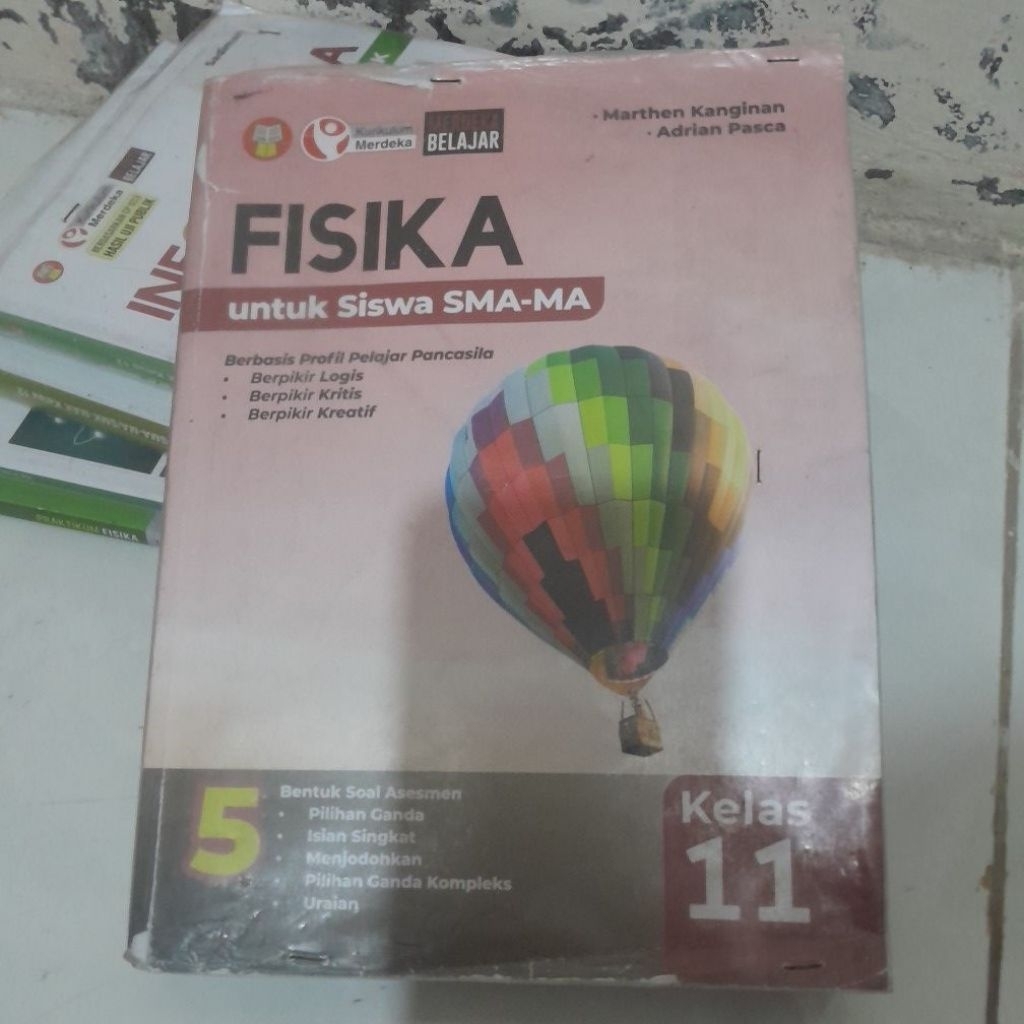 Marthen Kanginan
Adrian Pasca
Kurikulum
Merdeka
MERDEKA
BELAJAR
FISIKA
untuk Siswa SMA-MA
Berbasis Profil Pelajar Pancasila
• Berpikir Logis
• Berpikir Kritis
• Berpikir Kreatif
5
Bentuk Soal Asesmen
• Pilihan Ganda
• Isian Singkat
• Menjodohkan
• Pilihan Ganda Kompleks
Uraian
Kelas
11
BELAJAR
Kurikulum
Merdeka
HASIL UJI PUBLIK
PRAKTIKUM FISIKA